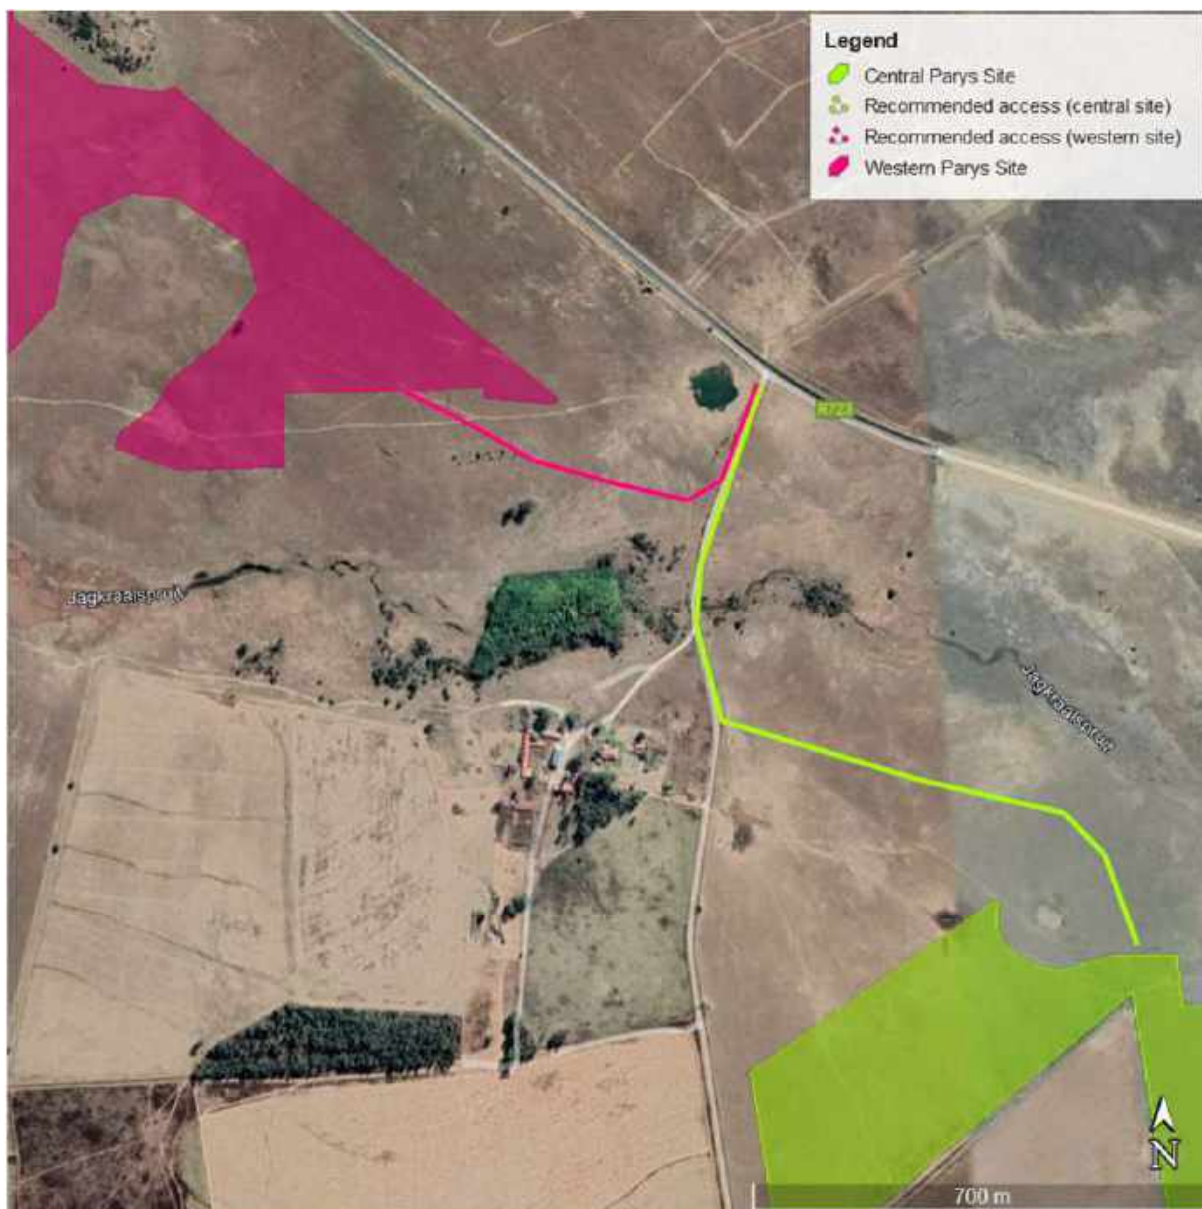 Legend
Central Parys Site
Recommended access (central site)
Recommended access (western site)
Western Parys Site
Jagkraalspruit
Jagkraalspruit
N
700 m